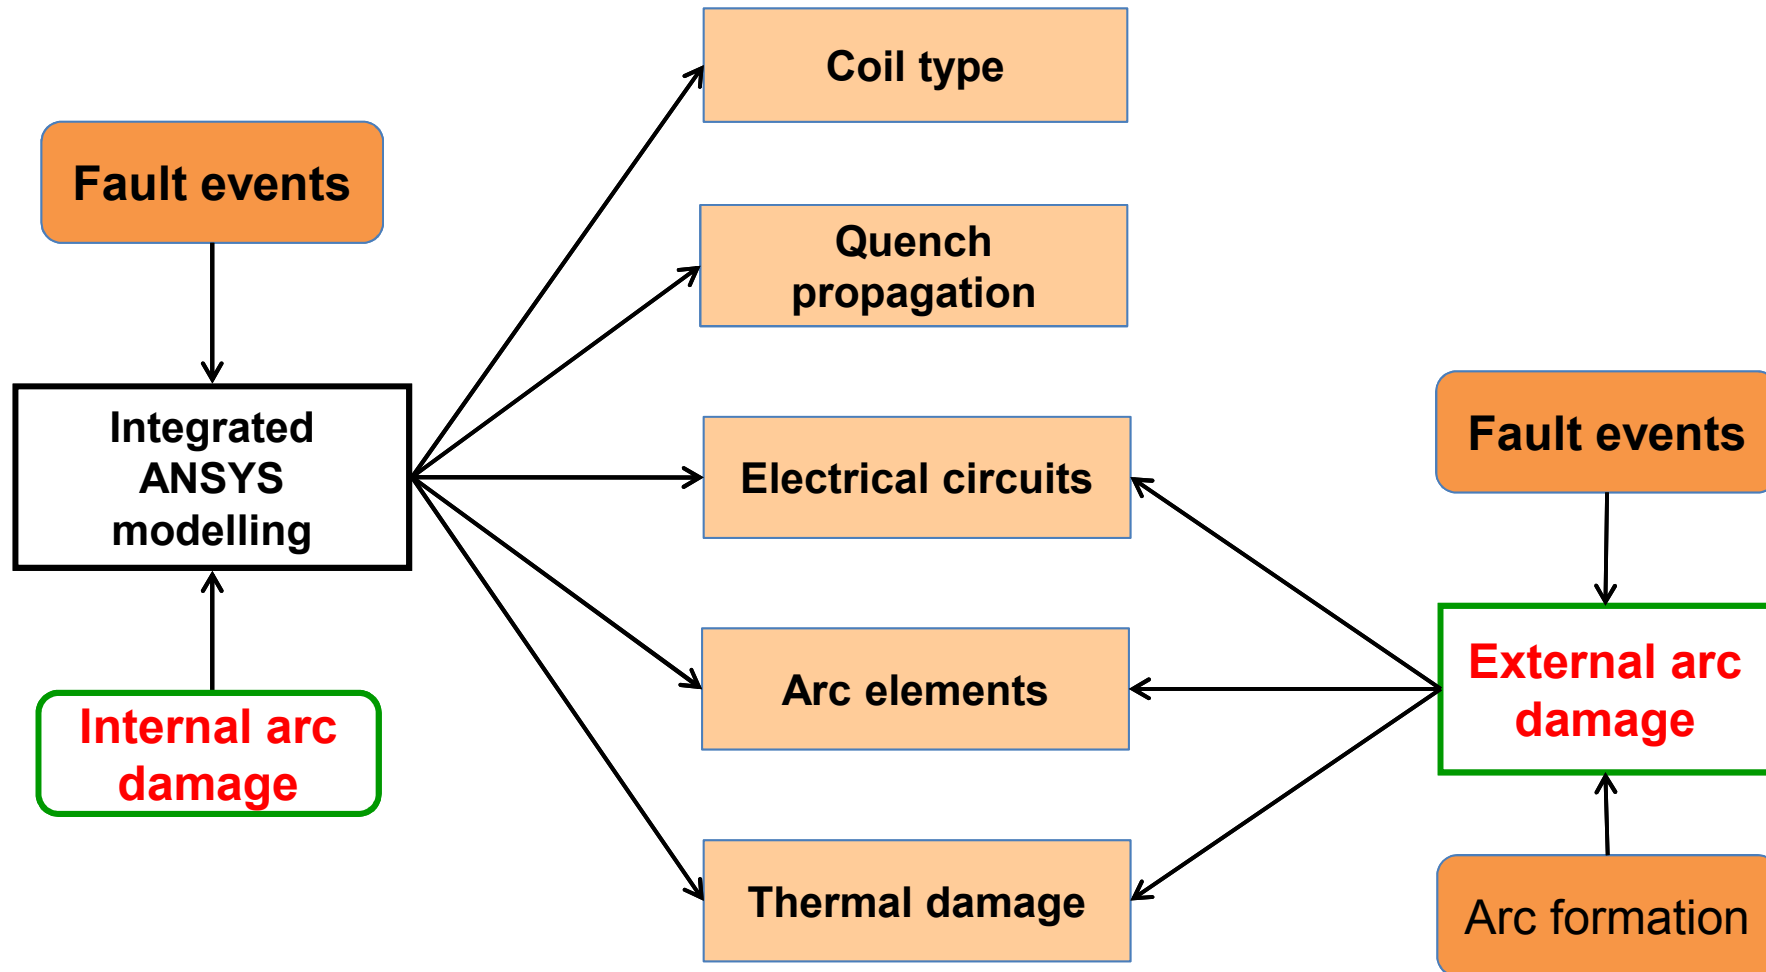 Coil type
Fault events
Quench
propagation
Integrated
ANSYS
modelling
Electrical circuits
Fault events
Internal arc
damage
Arc elements
External arc
damage
Thermal damage
Arc formation